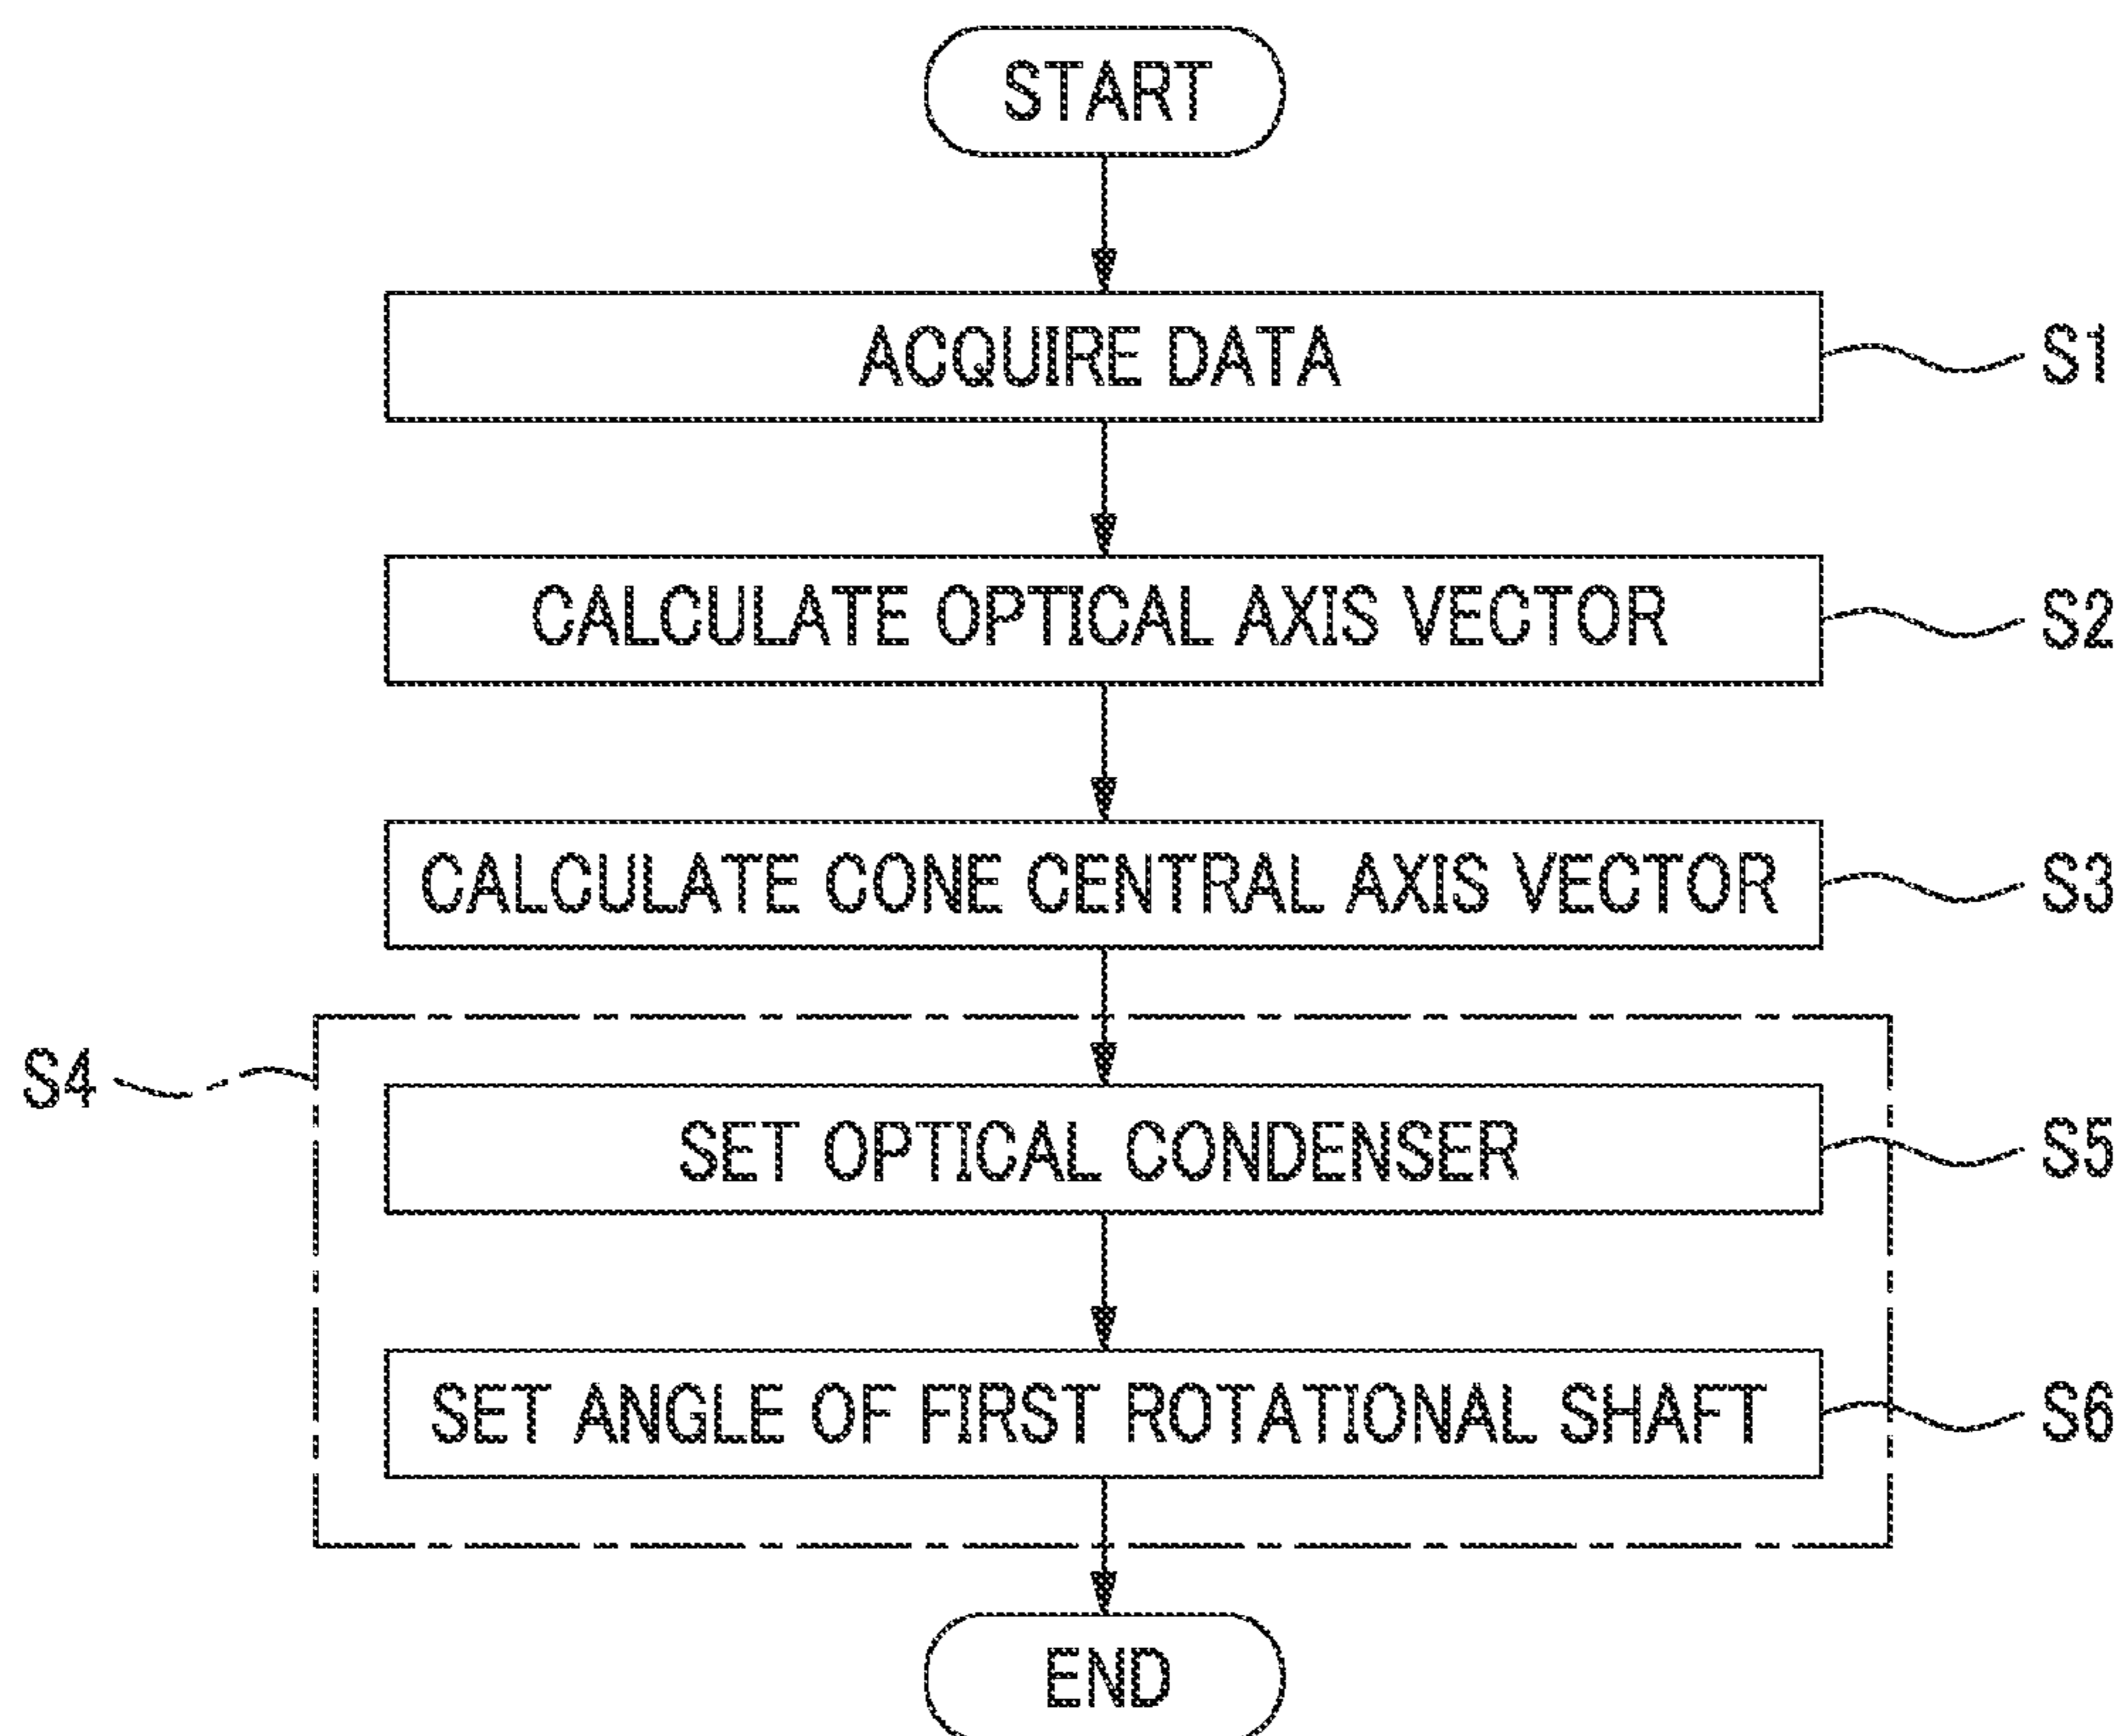 START
ACQUIRE DATA
S1
CALCULATE OPTICAL AXIS VECTOR
S2
CALCULATE CONE CENTRAL AXIS VECTOR
S3
S4
SET OPTICAL CONDENSER
S5
SET ANGLE OF FIRST ROTATIONAL SHAFT
S6
END